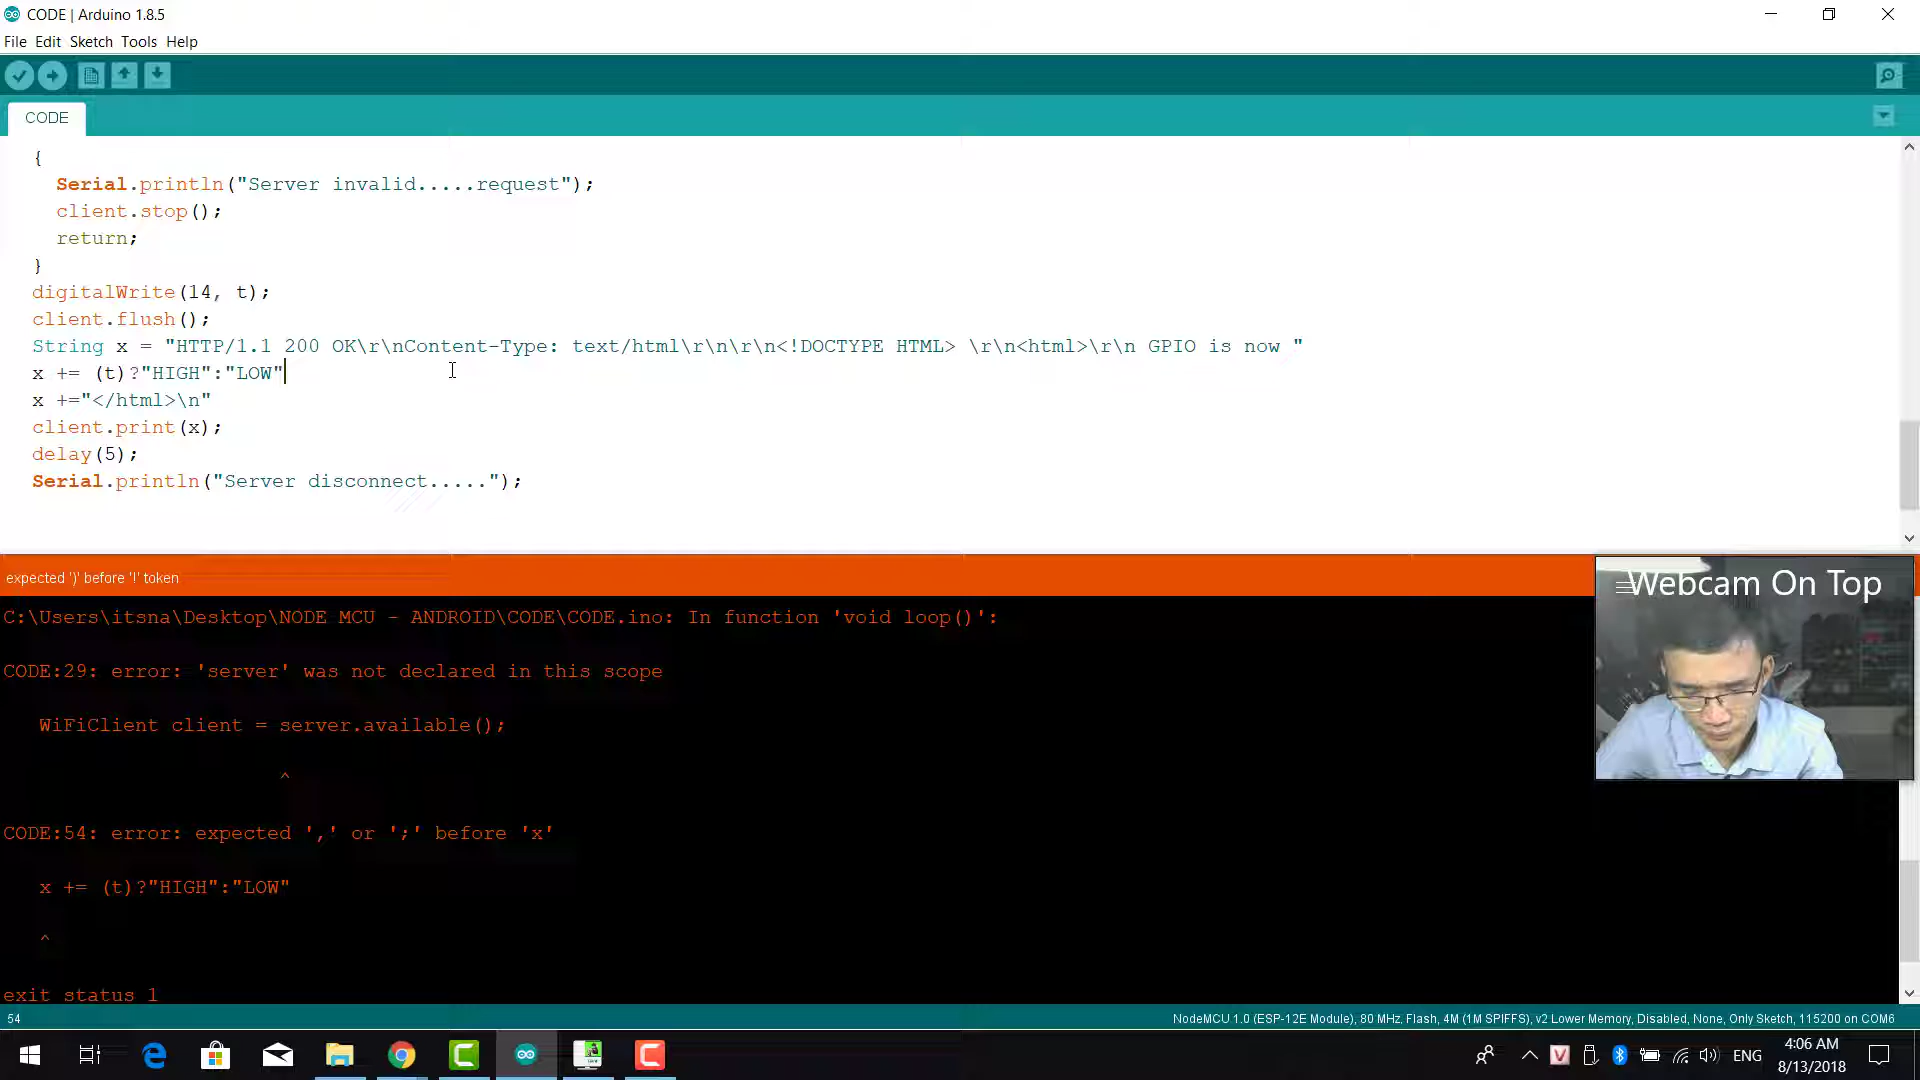 CODE | Arduino 1.8.5
File Edit Sketch Tools Help
CODE
{
Serial.println("Server invalid.....request");
client.stop();
return;
}
digitalWrite(14, t);
client.flush();
String x = "HTTP/1.1 200 OK\r\nContent-Type: text/html\r\n\r\n<!DOCTYPE HTML> \r\n<html>\r\n GPIO is now "
x += (t)?"HIGH":"LOW"
x +="</html>\n"
client.print(x);
delay(5);
Serial.println("Server disconnect.....");
expected ')' before '!' token
Webcam On Top
C:\Users\itsna\Desktop\NODE MCU - ANDROID\CODE\CODE.ino: In function 'void loop()':
CODE:29: error: 'server' was not declared in this scope
WiFiClient client = server.available();
^
CODE:54: error: expected ',' or ';' before 'x'
x += (t)?"HIGH":"LOW"
^
exit status 1
54
NodeMCU 1.0 (ESP-12E Module), 80 MHz, Flash, 4M (1M SPIFFS), v2 Lower Memory, Disabled, None, Only Sketch, 115200 on COM6
ENG
4:06 AM
8/13/2018